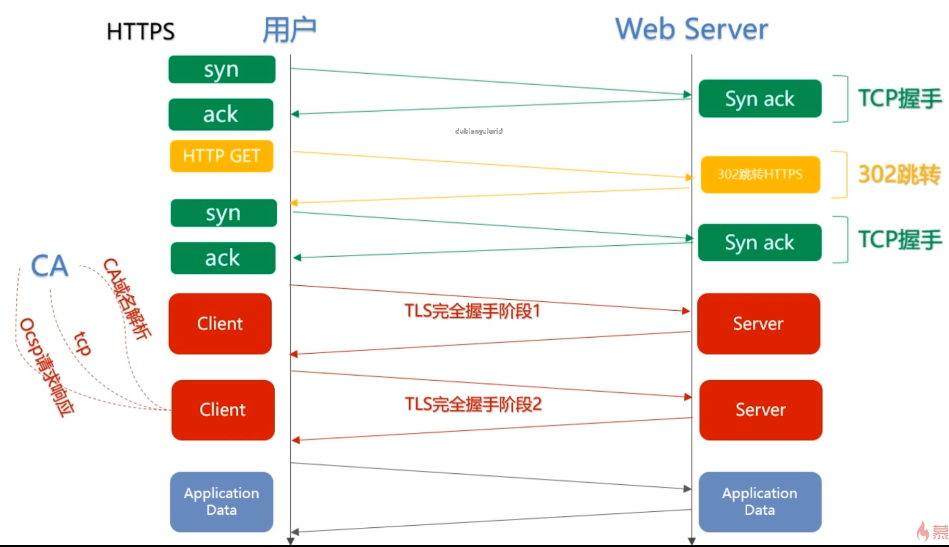 HTTPS
用户
Web Server
syn
Syn ack
TCP握手
ack
HTTP GET
302跳转HTTPS
302跳转
syn
Syn ack
TCP握手
ack
CA
CA域名解析
tcp
Ocsp请求响应
Client
TLS完全握手阶段1
Server
Client
TLS完全握手阶段2
Server
Application
Data
Application
Data
慕